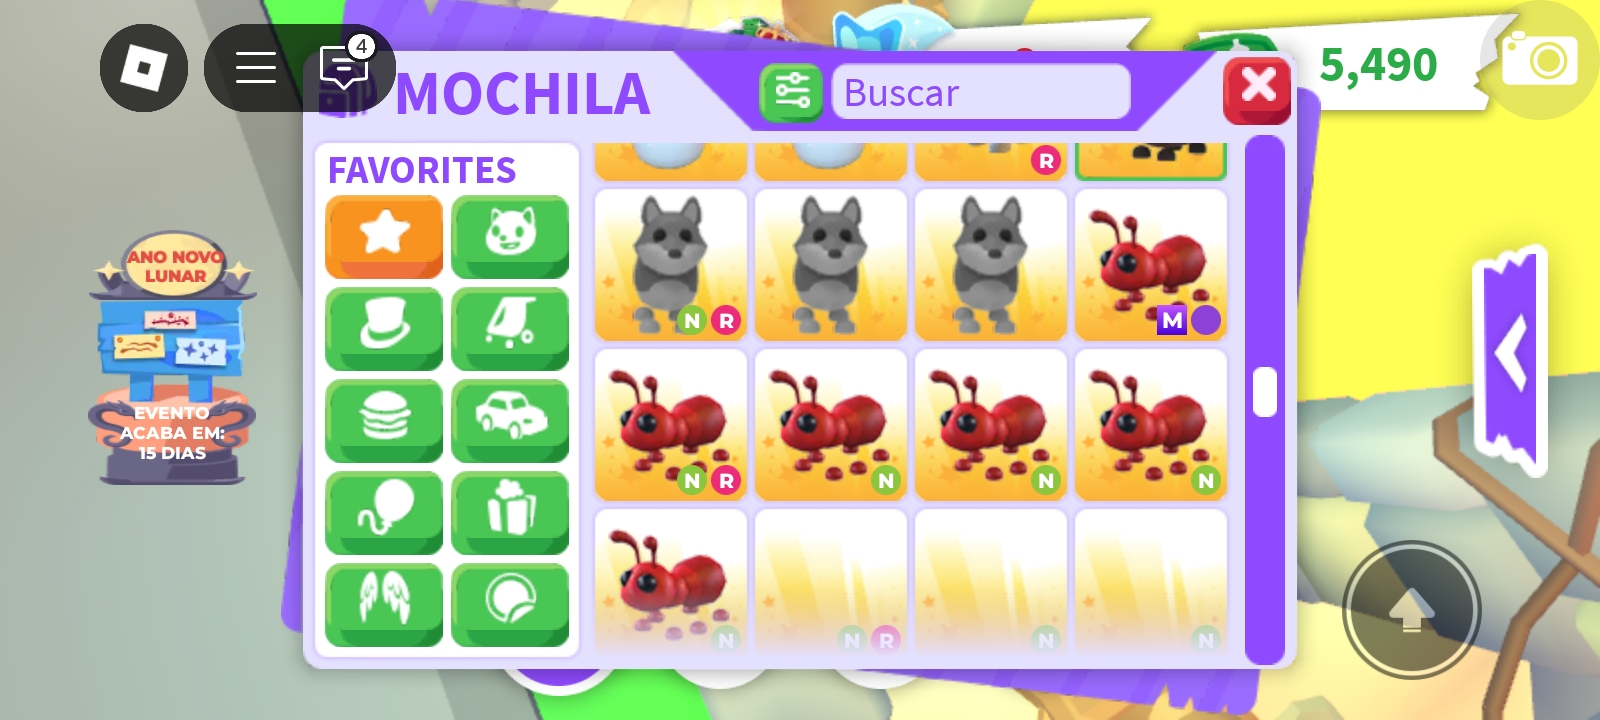 4
MOCHILA
Buscar
5,490
FAVORITES
R
N R
M
N R
N
N
N
N
N R
N
N
ANO NOVO
LUNAR
EVENTO
ACABA EM:
15 DIAS